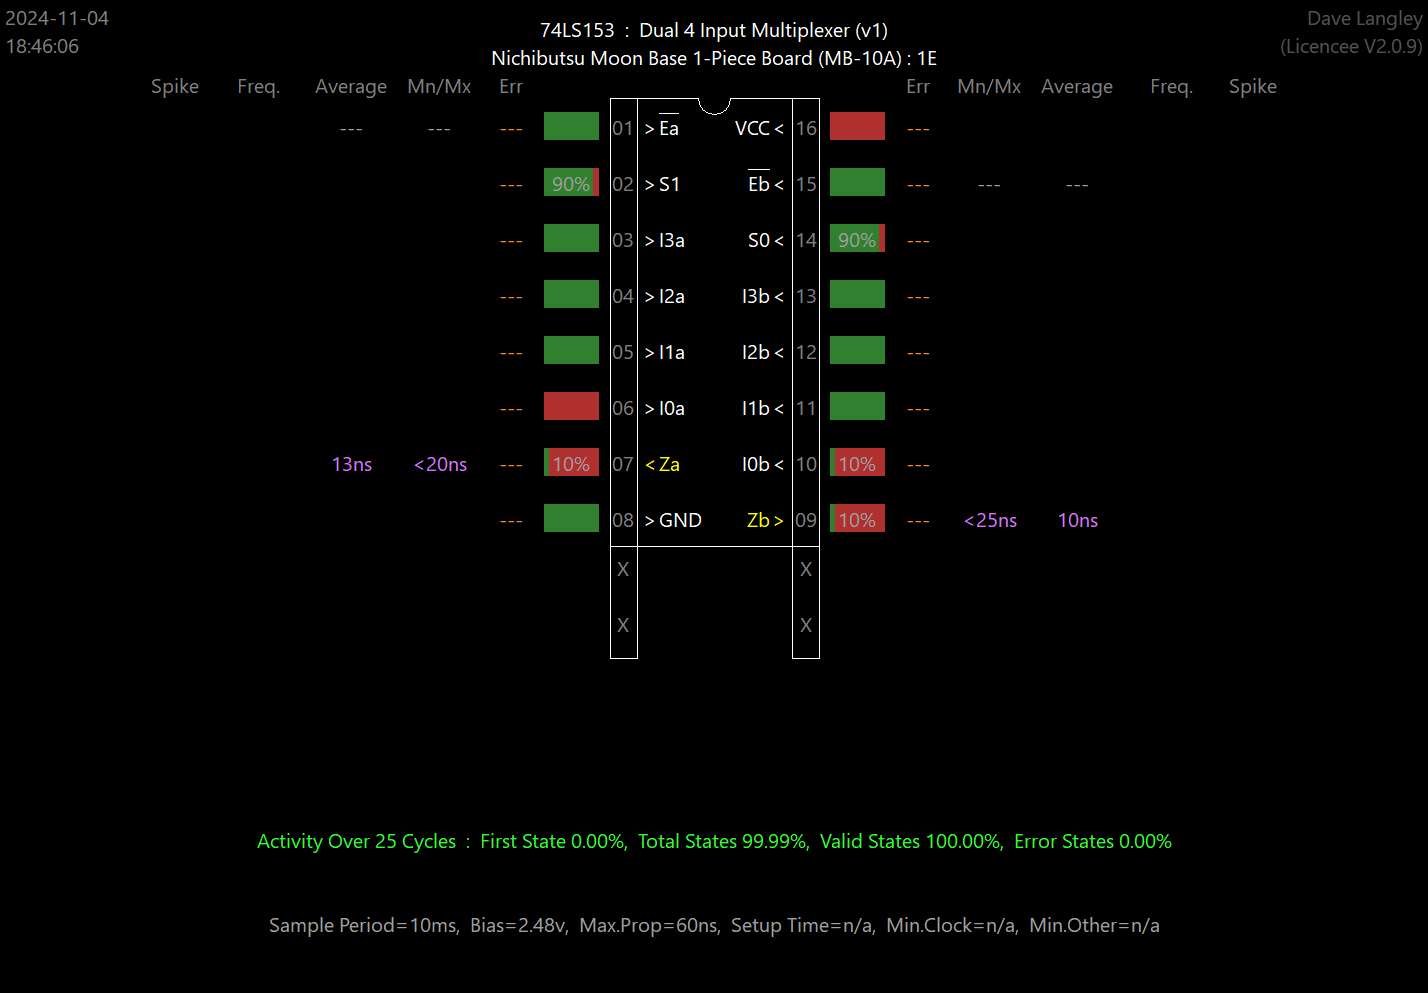 2024-11-04
18:46:06
74LS153 : Dual 4 Input Multiplexer (v1)
Nichibutsu Moon Base 1-Piece Board (MB-10A) : 1E
Dave Langley
(Licencee V2.0.9)
Spike Freq. Average Mn/Mx Err Err Mn/Mx Average Freq. Spike
--- --- --- 01 > Ea VCC < 16 ---
--- 90% 02 > S1 Eb < 15 --- --- ---
--- 03 > I3a S0 < 14 90% ---
--- 04 > I2a I3b < 13 ---
--- 05 > I1a I2b < 12 ---
--- 06 > I0a I1b < 11 ---
13ns <20ns --- 10% 07 < Za I0b < 10 10% ---
--- 08 > GND Zb > 09 10% --- <25ns 10ns
X X
X X
Activity Over 25 Cycles : First State 0.00%, Total States 99.99%, Valid States 100.00%, Error States 0.00%
Sample Period=10ms, Bias=2.48v, Max.Prop=60ns, Setup Time=n/a, Min.Clock=n/a, Min.Other=n/a